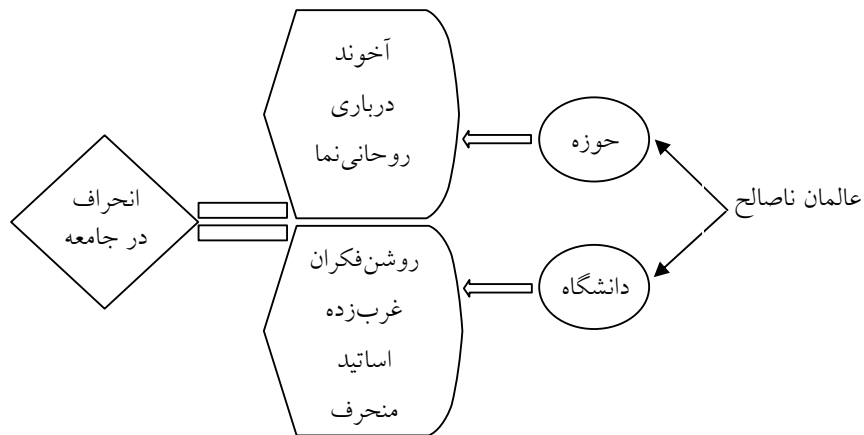 عالمان ناصالح
حوزه
آخوند
درباری
روحانی‌نما
دانشگاه
روشن‌فکران
غرب‌زده
اساتید
منحرف
انحراف
در جامعه